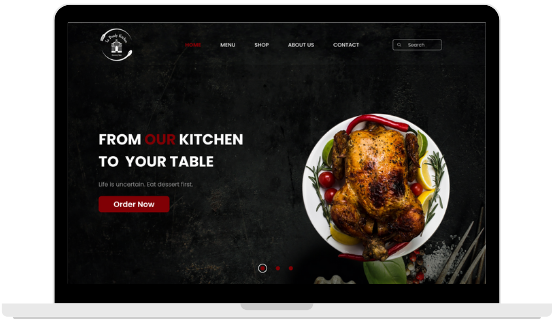 HOME
MENU
SHOP
ABOUT US
CONTACT
Search
FROM OUR KITCHEN
TO YOUR TABLE
Life is uncertain. Eat dessert first.
Order Now